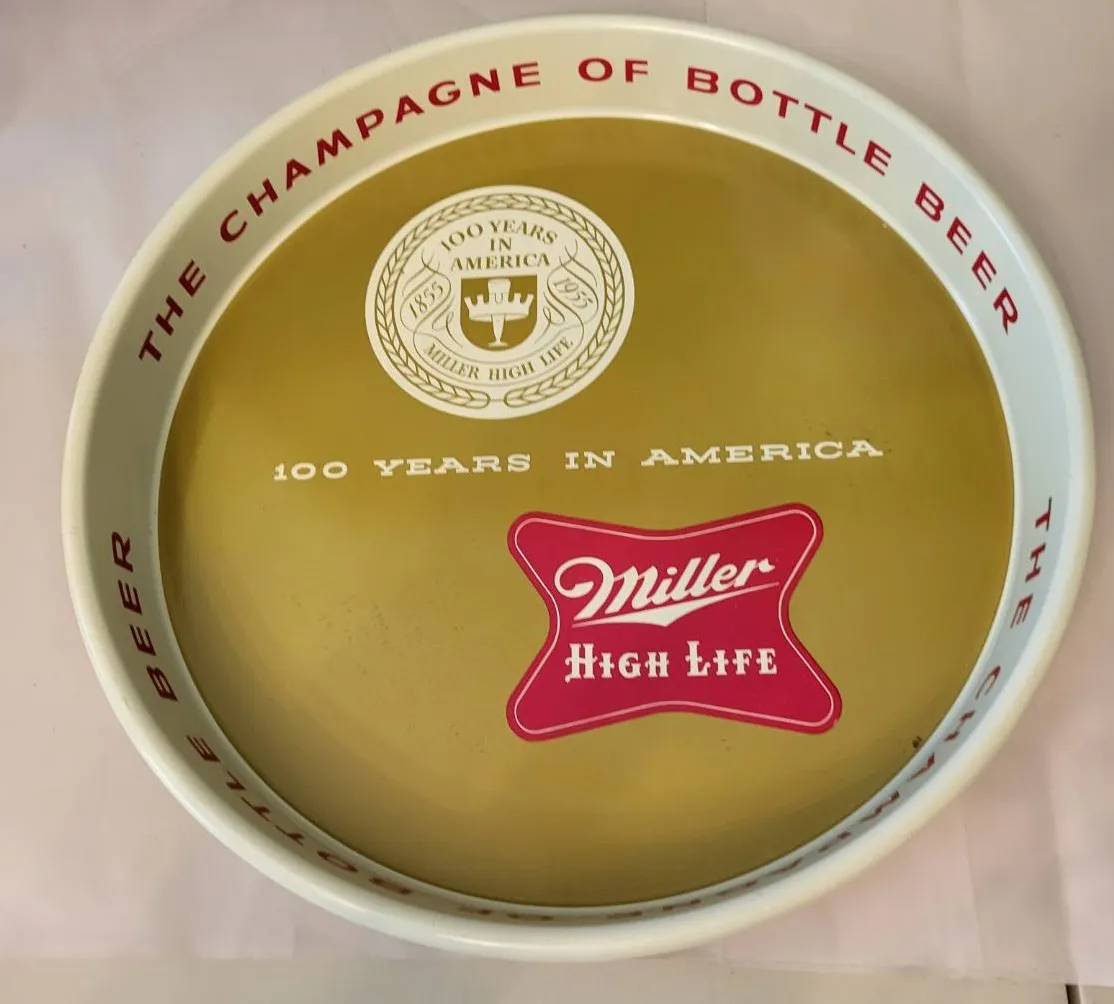 THE CHAMPAGNE OF BOTTLE BEER
100 YEARS
IN
AMERICA
1855 1955
U
MILLER HIGH LIFE
100 YEARS IN AMERICA
Miller
HIGH LIFE
THE CHAMPAGNE OF BOTTLE BEER